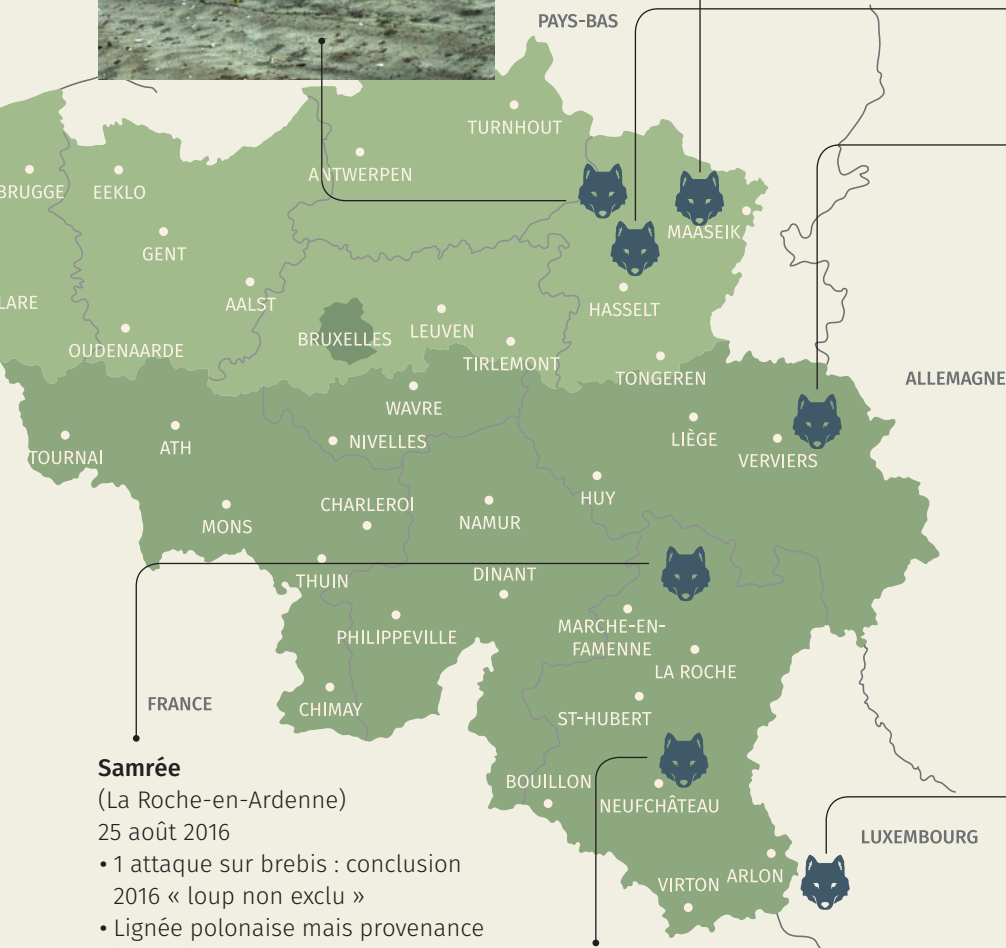 PAYS-BAS
TURNHOUT
ANTWERPEN
BRUGGE
EEKLO
MAASEIK
GENT
HASSELT
LARE
AALST
BRUXELLES
LEUVEN
OUDENAARDE
TIRLEMONT
TONGEREN
ALLEMAGNE
WAVRE
NIVELLES
LIÈGE
TOURNAI
ATH
VERVIERS
HUY
CHARLEROI
NAMUR
MONS
THUIN
DINANT
PHILIPPEVILLE
MARCHE-EN-
FAMENNE
LA ROCHE
FRANCE
CHIMAY
ST-HUBERT
BOUILLON
NEUFCHÂTEAU
LUXEMBOURG
VIRTON
ARLON
Samrée
(La Roche-en-Ardenne)
25 août 2016
• 1 attaque sur brebis : conclusion
2016 « loup non exclu »
• Lignée polonaise mais provenance